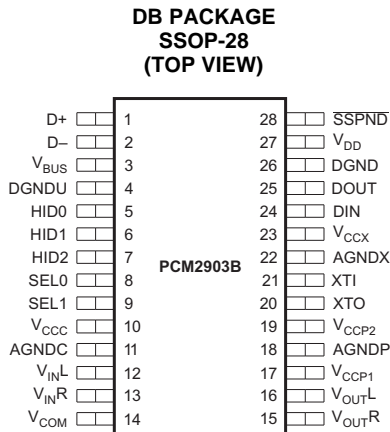 DB PACKAGE
SSOP-28
(TOP VIEW)
D+ 1 28 SSPND
D– 2 27 VDD
VBUS 3 26 DGND
DGNDU 4 25 DOUT
HID0 5 24 DIN
HID1 6 23 VCCX
HID2 7 22 AGNDX
PCM2903B
SEL0 8 21 XTI
SEL1 9 20 XTO
VCCC 10 19 VCCP2
AGNDC 11 18 AGNDP
VINL 12 17 VCCP1
VINR 13 16 VOUTL
VCOM 14 15 VOUTR